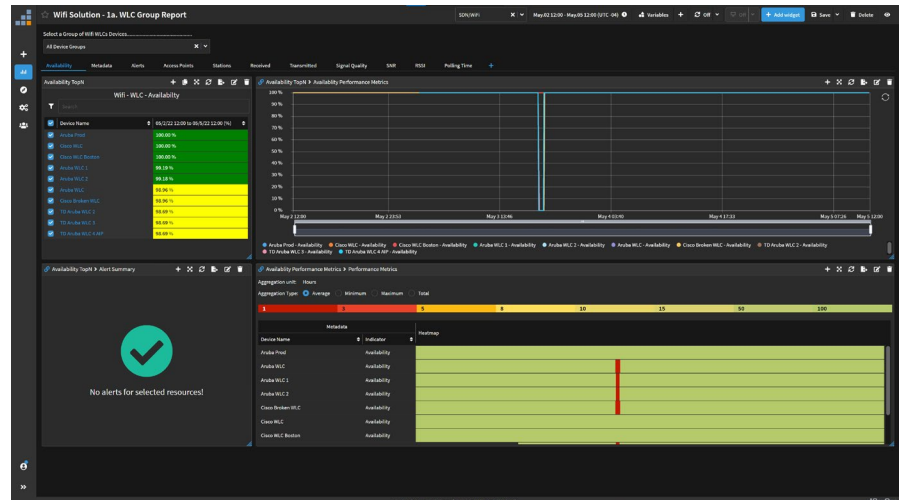 Wifi Solution - 1a. WLC Group Report
SDN/WIFI
May.02 12:00 - May.05 12:00 (UTC -04)
Variables
Off
Add widget
Save
Delete
Select a Group of Wifi WLCs Devices
All Device Groups
Availability Metadata Alerts Access Points Stations Received Transmitted Signal Quality SNR RSSI Polling Time +
Availability TopN
Wifi - WLC - Availabilty
Search
Device Name 05/2/22 12:00 to 05/5/22 12:00 (%)
Aruba Prod 100.00 %
Cisco WLC 100.00 %
Cisco WLC Boston 100.00 %
Aruba WLC 1 99.19 %
Aruba WLC 2 99.18 %
Aruba WLC 98.96 %
Cisco Broken WLC 98.96 %
TD Aruba WLC 2 98.89 %
TD Aruba WLC 3 98.89 %
TD Aruba WLC 4 AIF 98.89 %
Availability TopN > Availablity Performance Metrics
100 %
90 %
80 %
70 %
60 %
50 %
40 %
30 %
20 %
10 %
0 %
May 2 12:00 May 2 23:53 May 3 13:46 May 4 03:40 May 4 17:33 May 5 07:26 May 5 12:00
Aruba Prod - Availability Cisco WLC - Availability Cisco WLC Boston - Availability Aruba WLC 1 - Availability Aruba WLC 2 - Availability Aruba WLC - Availability Cisco Broken WLC - Availability TD Aruba WLC 2 - Availability
TD Aruba WLC 3 - Availability TD Aruba WLC 4 AIF - Availability
Availability TopN > Alert Summary
No alerts for selected resources!
Availablity Performance Metrics > Performance Metrics
Aggregation unit: Hours
Aggregation Type: Average Minimum Maximum Total
1 3 5 8 10 15 50 100
Metadata Heatmap
Device Name Indicator
Aruba Prod Availability
Aruba WLC Availability
Aruba WLC 1 Availability
Aruba WLC 2 Availability
Cisco Broken WLC Availability
Cisco WLC Availability
Cisco WLC Boston Availability